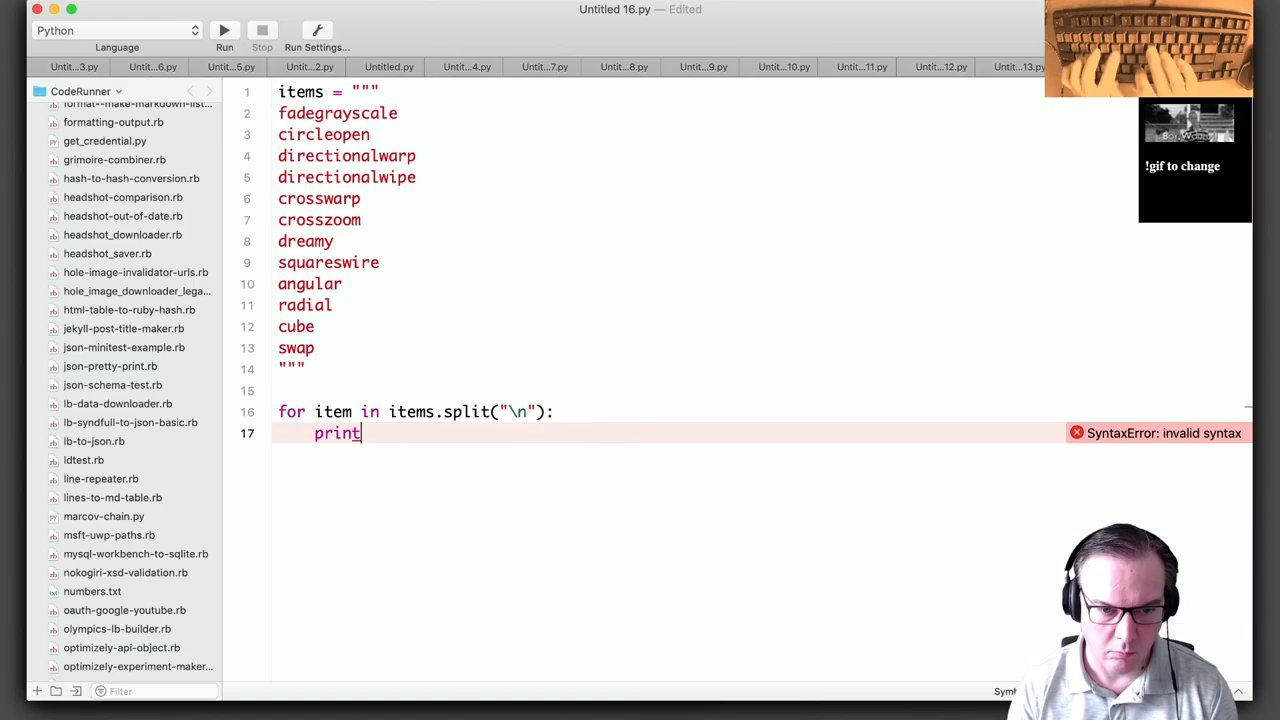 Untitled 16.py — Edited
Python
Language
Run
Stop
Run Settings...
Untit...3.py
Untit...6.py
Untit...5.py
Untit...2.py
Untitled.py
Untit...4.py
Untit...7.py
Untit...8.py
Untit...9.py
Untit...10.py
Untit...11.py
Untit...12.py
Untit...13.py
CodeRunner
format--make-markdown-list...
formatting-output.rb
get_credential.py
grimoire-combiner.rb
hash-to-hash-conversion.rb
headshot-comparison.rb
headshot-out-of-date.rb
headshot_downloader.rb
headshot_saver.rb
hole-image-invalidator-urls.rb
hole_image_downloader_lega...
html-table-to-ruby-hash.rb
jekyll-post-title-maker.rb
json-minitest-example.rb
json-pretty-print.rb
json-schema-test.rb
lb-data-downloader.rb
lb-syndfull-to-json-basic.rb
lb-to-json.rb
ldtest.rb
line-repeater.rb
lines-to-md-table.rb
marcov-chain.py
msft-uwp-paths.rb
mysql-workbench-to-sqlite.rb
nokogiri-xsd-validation.rb
numbers.txt
oauth-google-youtube.rb
olympics-lb-builder.rb
optimizely-api-object.rb
optimizely-experiment-maker...
Filter
1 items = """
2 fadegrayscale
3 circleopen
4 directionalwarp
5 directionalwipe
6 crosswarp
7 crosszoom
8 dreamy
9 squareswire
10 angular
11 radial
12 cube
13 swap
14 """
15
16 for item in items.split("\n"):
17 print
SyntaxError: invalid syntax
!gif to change